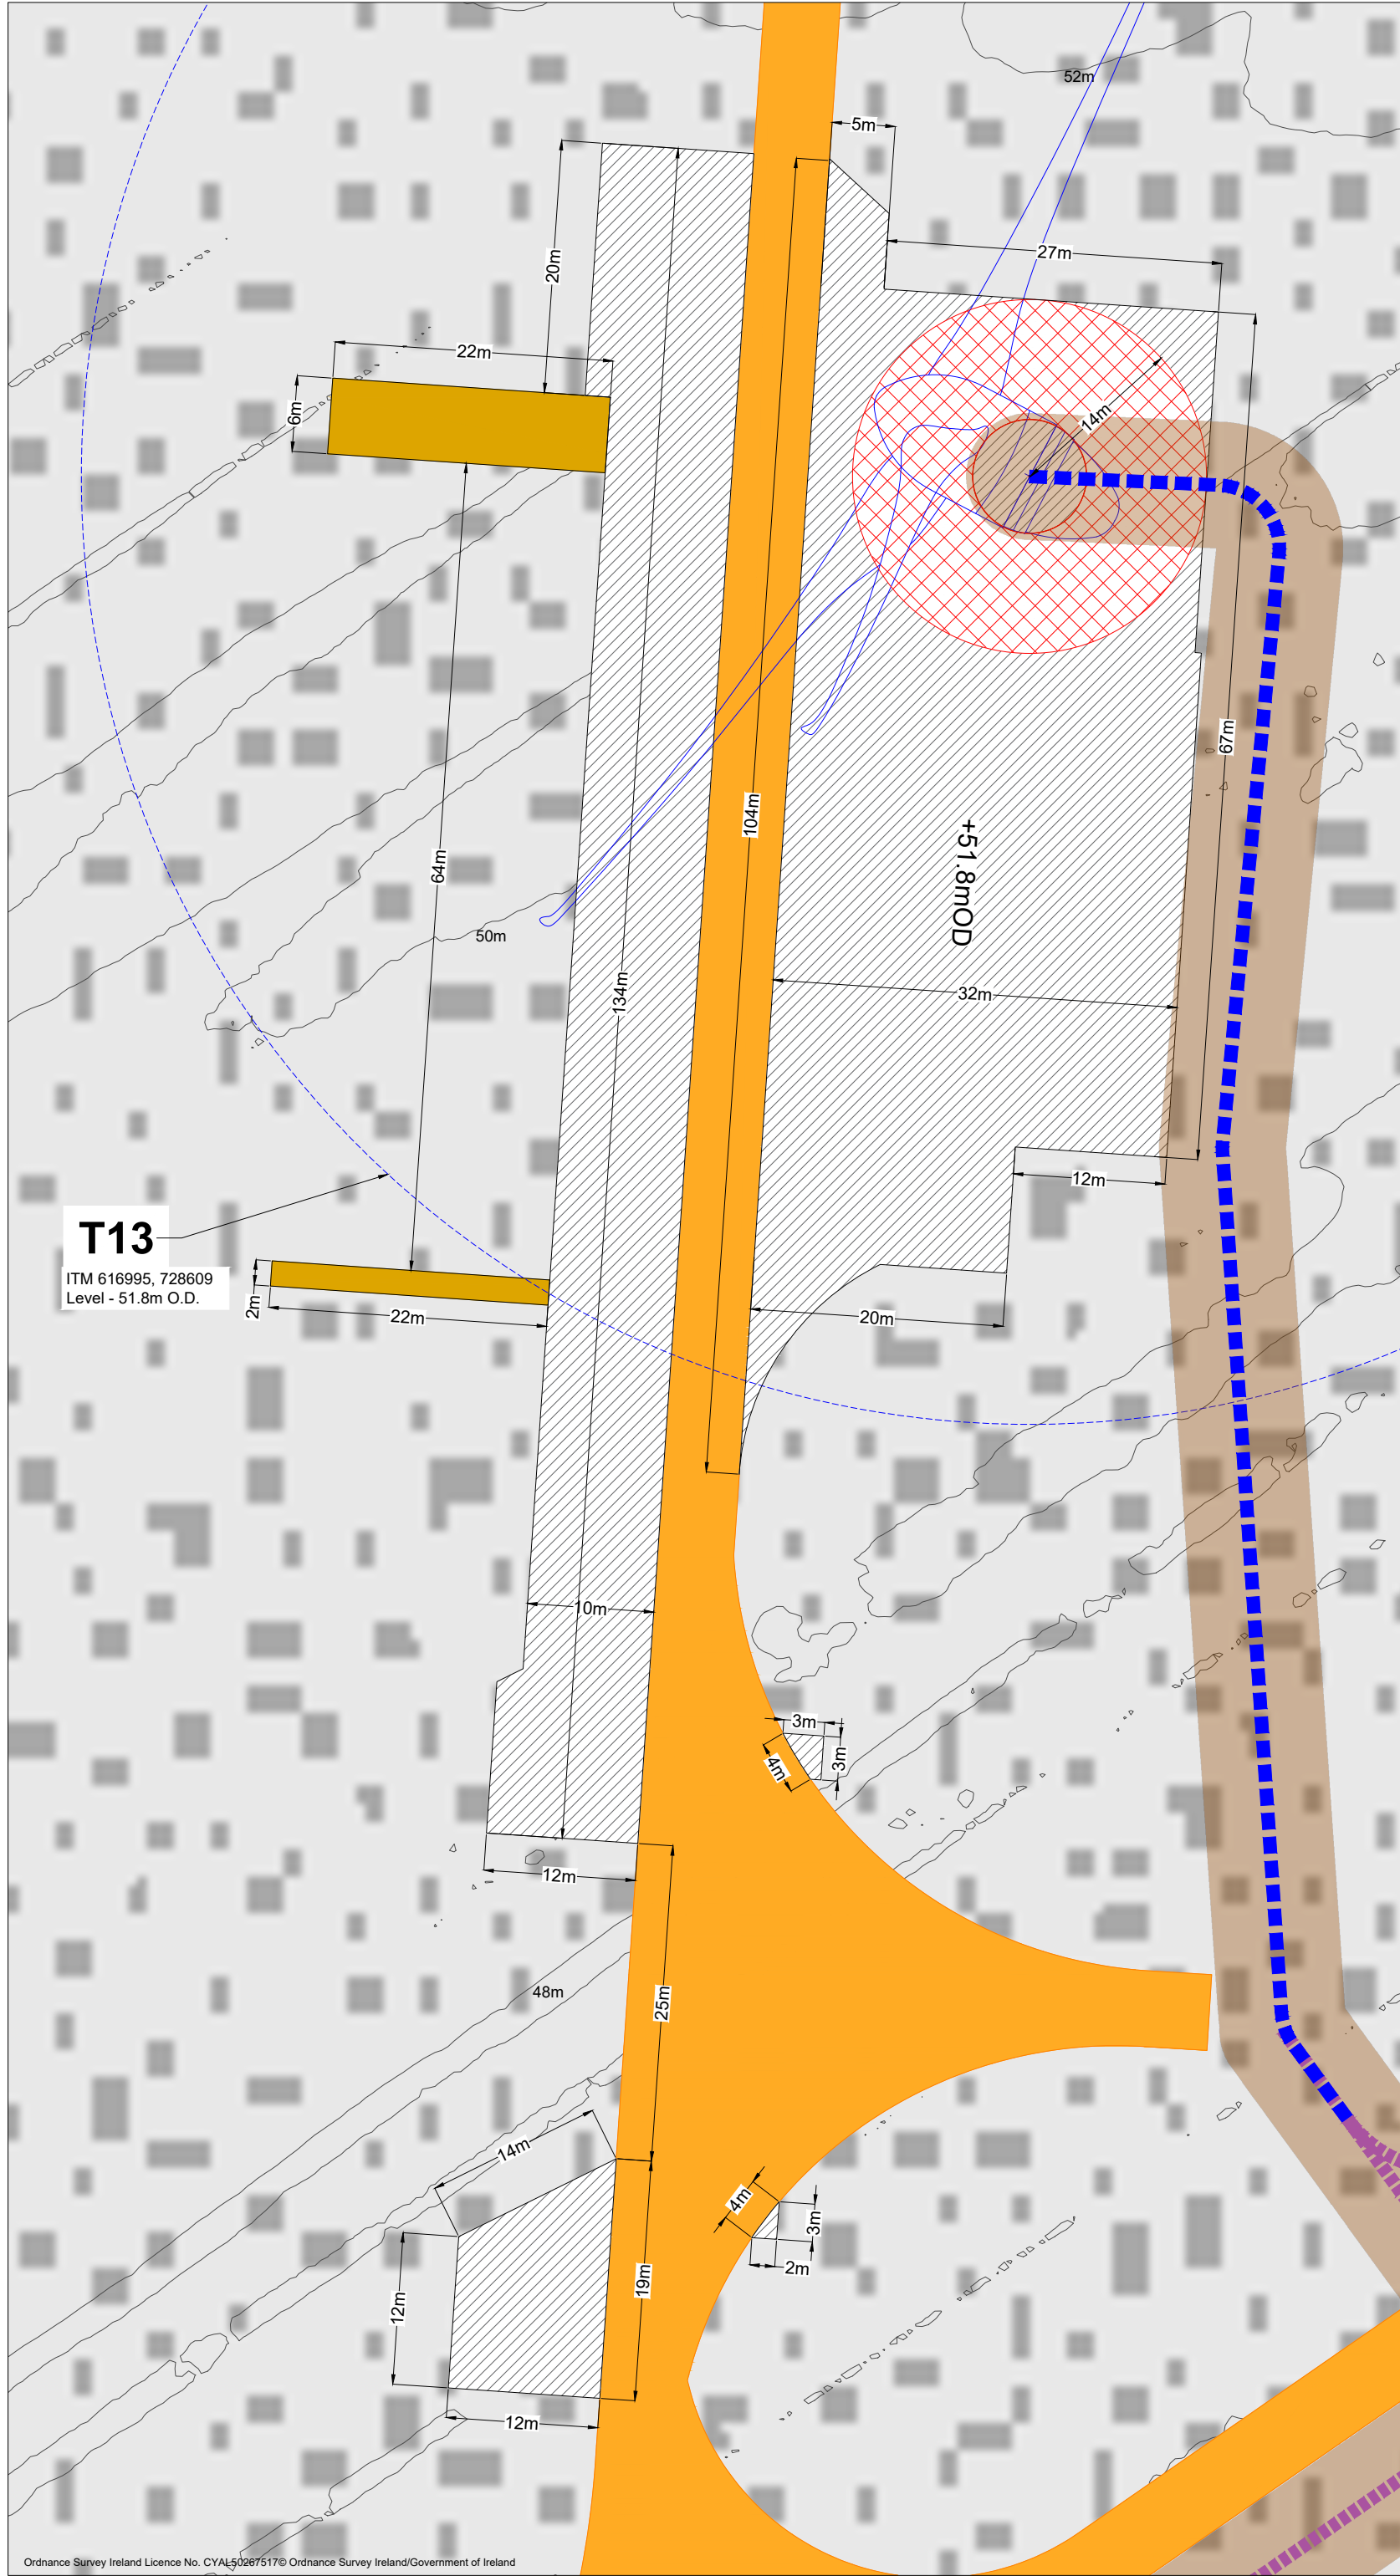 52m
5m
27m
20m
22m
6m
14m
67m
104m
64m
+51.8mOD
50m
134m
32m
12m
T13
ITM 616995, 728609
Level - 51.8m O.D.
2m
22m
20m
10m
3m
3m
4m
12m
25m
48m
14m
4m
3m
2m
19m
12m
12m
Ordnance Survey Ireland Licence No. CYAL50267517© Ordnance Survey Ireland/Government of Ireland